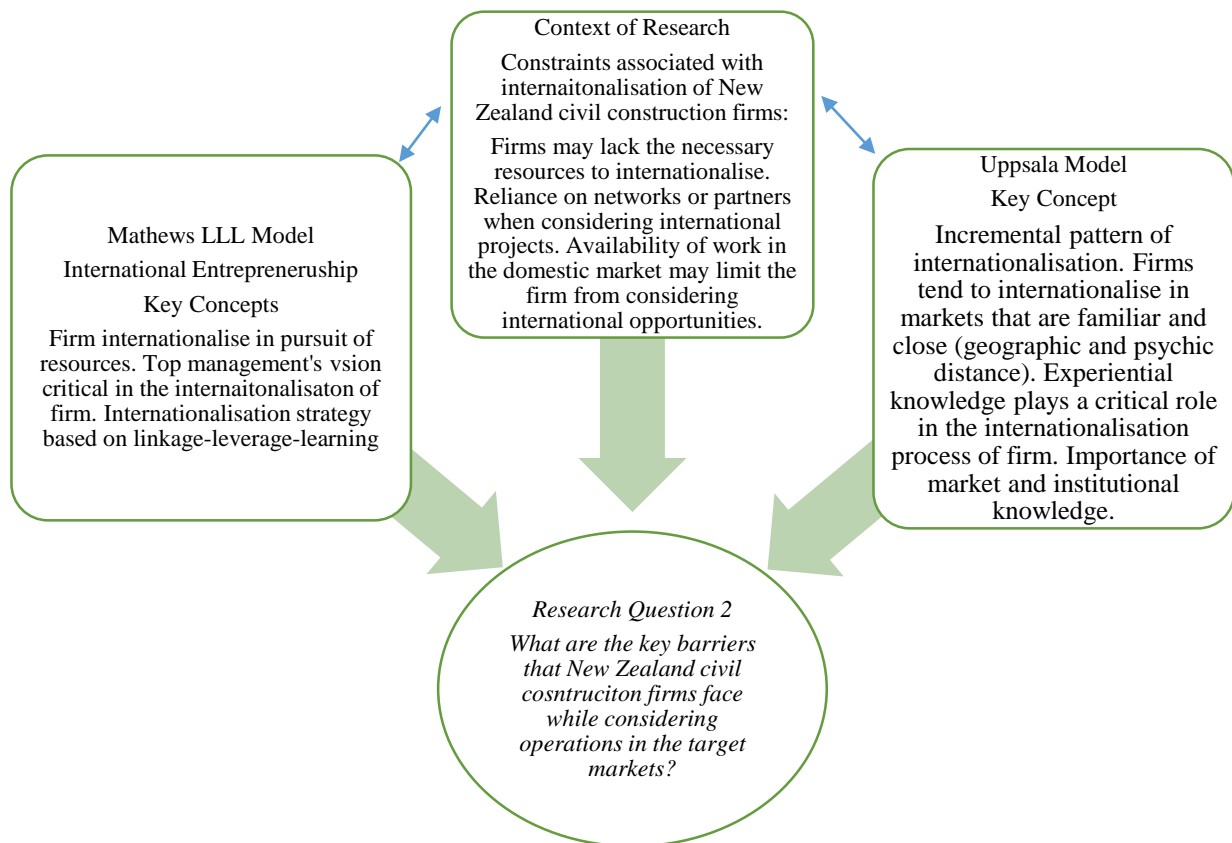 Context of Research
Constraints associated with
internaitonalisation of New
Zealand civil construction firms:
Firms may lack the necessary
resources to internationalise.
Reliance on networks or partners
when considering international
projects. Availability of work in
the domestic market may limit the
firm from considering
international opportunities.
Mathews LLL Model
International Entrepreneruship
Key Concepts
Firm internationalise in pursuit of
resources. Top management's vsion
critical in the internaitonalisaton of
firm. Internationalisation strategy
based on linkage-leverage-learning
Uppsala Model
Key Concept
Incremental pattern of
internationalisation. Firms
tend to internationalise in
markets that are familiar and
close (geographic and psychic
distance). Experiential
knowledge plays a critical role
in the internationalisation
process of firm. Importance of
market and institutional
knowledge.
Research Question 2
What are the key barriers
that New Zealand civil
cosntruciton firms face
while considering
operations in the target
markets?